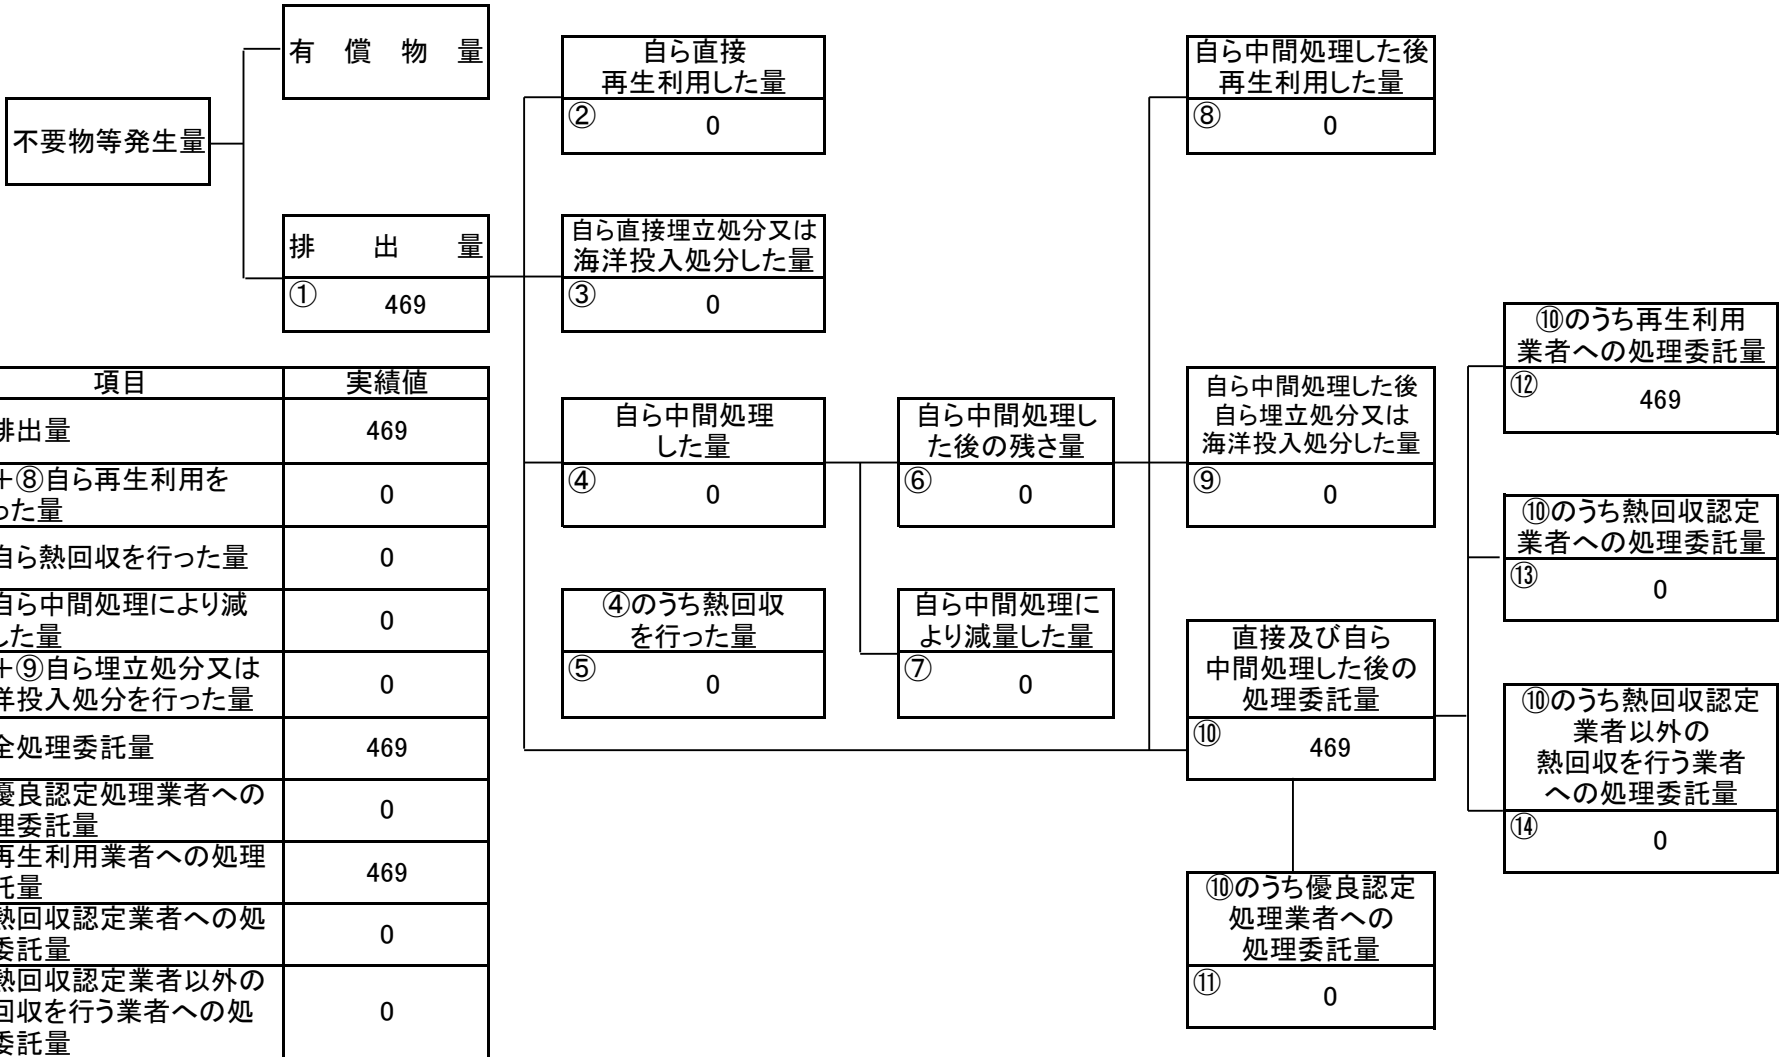 有償物量
不要物等発生量
排出量
① 469
自ら直接
再生利用した量
② 0
自ら直接埋立処分又は
海洋投入処分した量
③ 0
自ら中間処理
した量
④ 0
④のうち熱回収
を行った量
⑤ 0
自ら中間処理し
た後の残さ量
⑥ 0
自ら中間処理に
より減量した量
⑦ 0
自ら中間処理した後
再生利用した量
⑧ 0
自ら中間処理した後
自ら埋立処分又は
海洋投入処分した量
⑨ 0
直接及び自ら
中間処理した後の
処理委託量
⑩ 469
⑩のうち優良認定
処理業者への
処理委託量
⑪ 0
⑩のうち再生利用
業者への処理委託量
⑫ 469
⑩のうち熱回収認定
業者への処理委託量
⑬ 0
⑩のうち熱回収認定
業者以外の
熱回収を行う業者
への処理委託量
⑭ 0
項目 実績値
排出量 469
+⑧自ら再生利用を
った量 0
自ら熱回収を行った量 0
自ら中間処理により減
した量 0
+⑨自ら埋立処分又は
洋投入処分を行った量 0
全処理委託量 469
優良認定処理業者への
理委託量 0
再生利用業者への処理
託量 469
熱回収認定業者への処
委託量 0
熱回収認定業者以外の
回収を行う業者への処
委託量 0